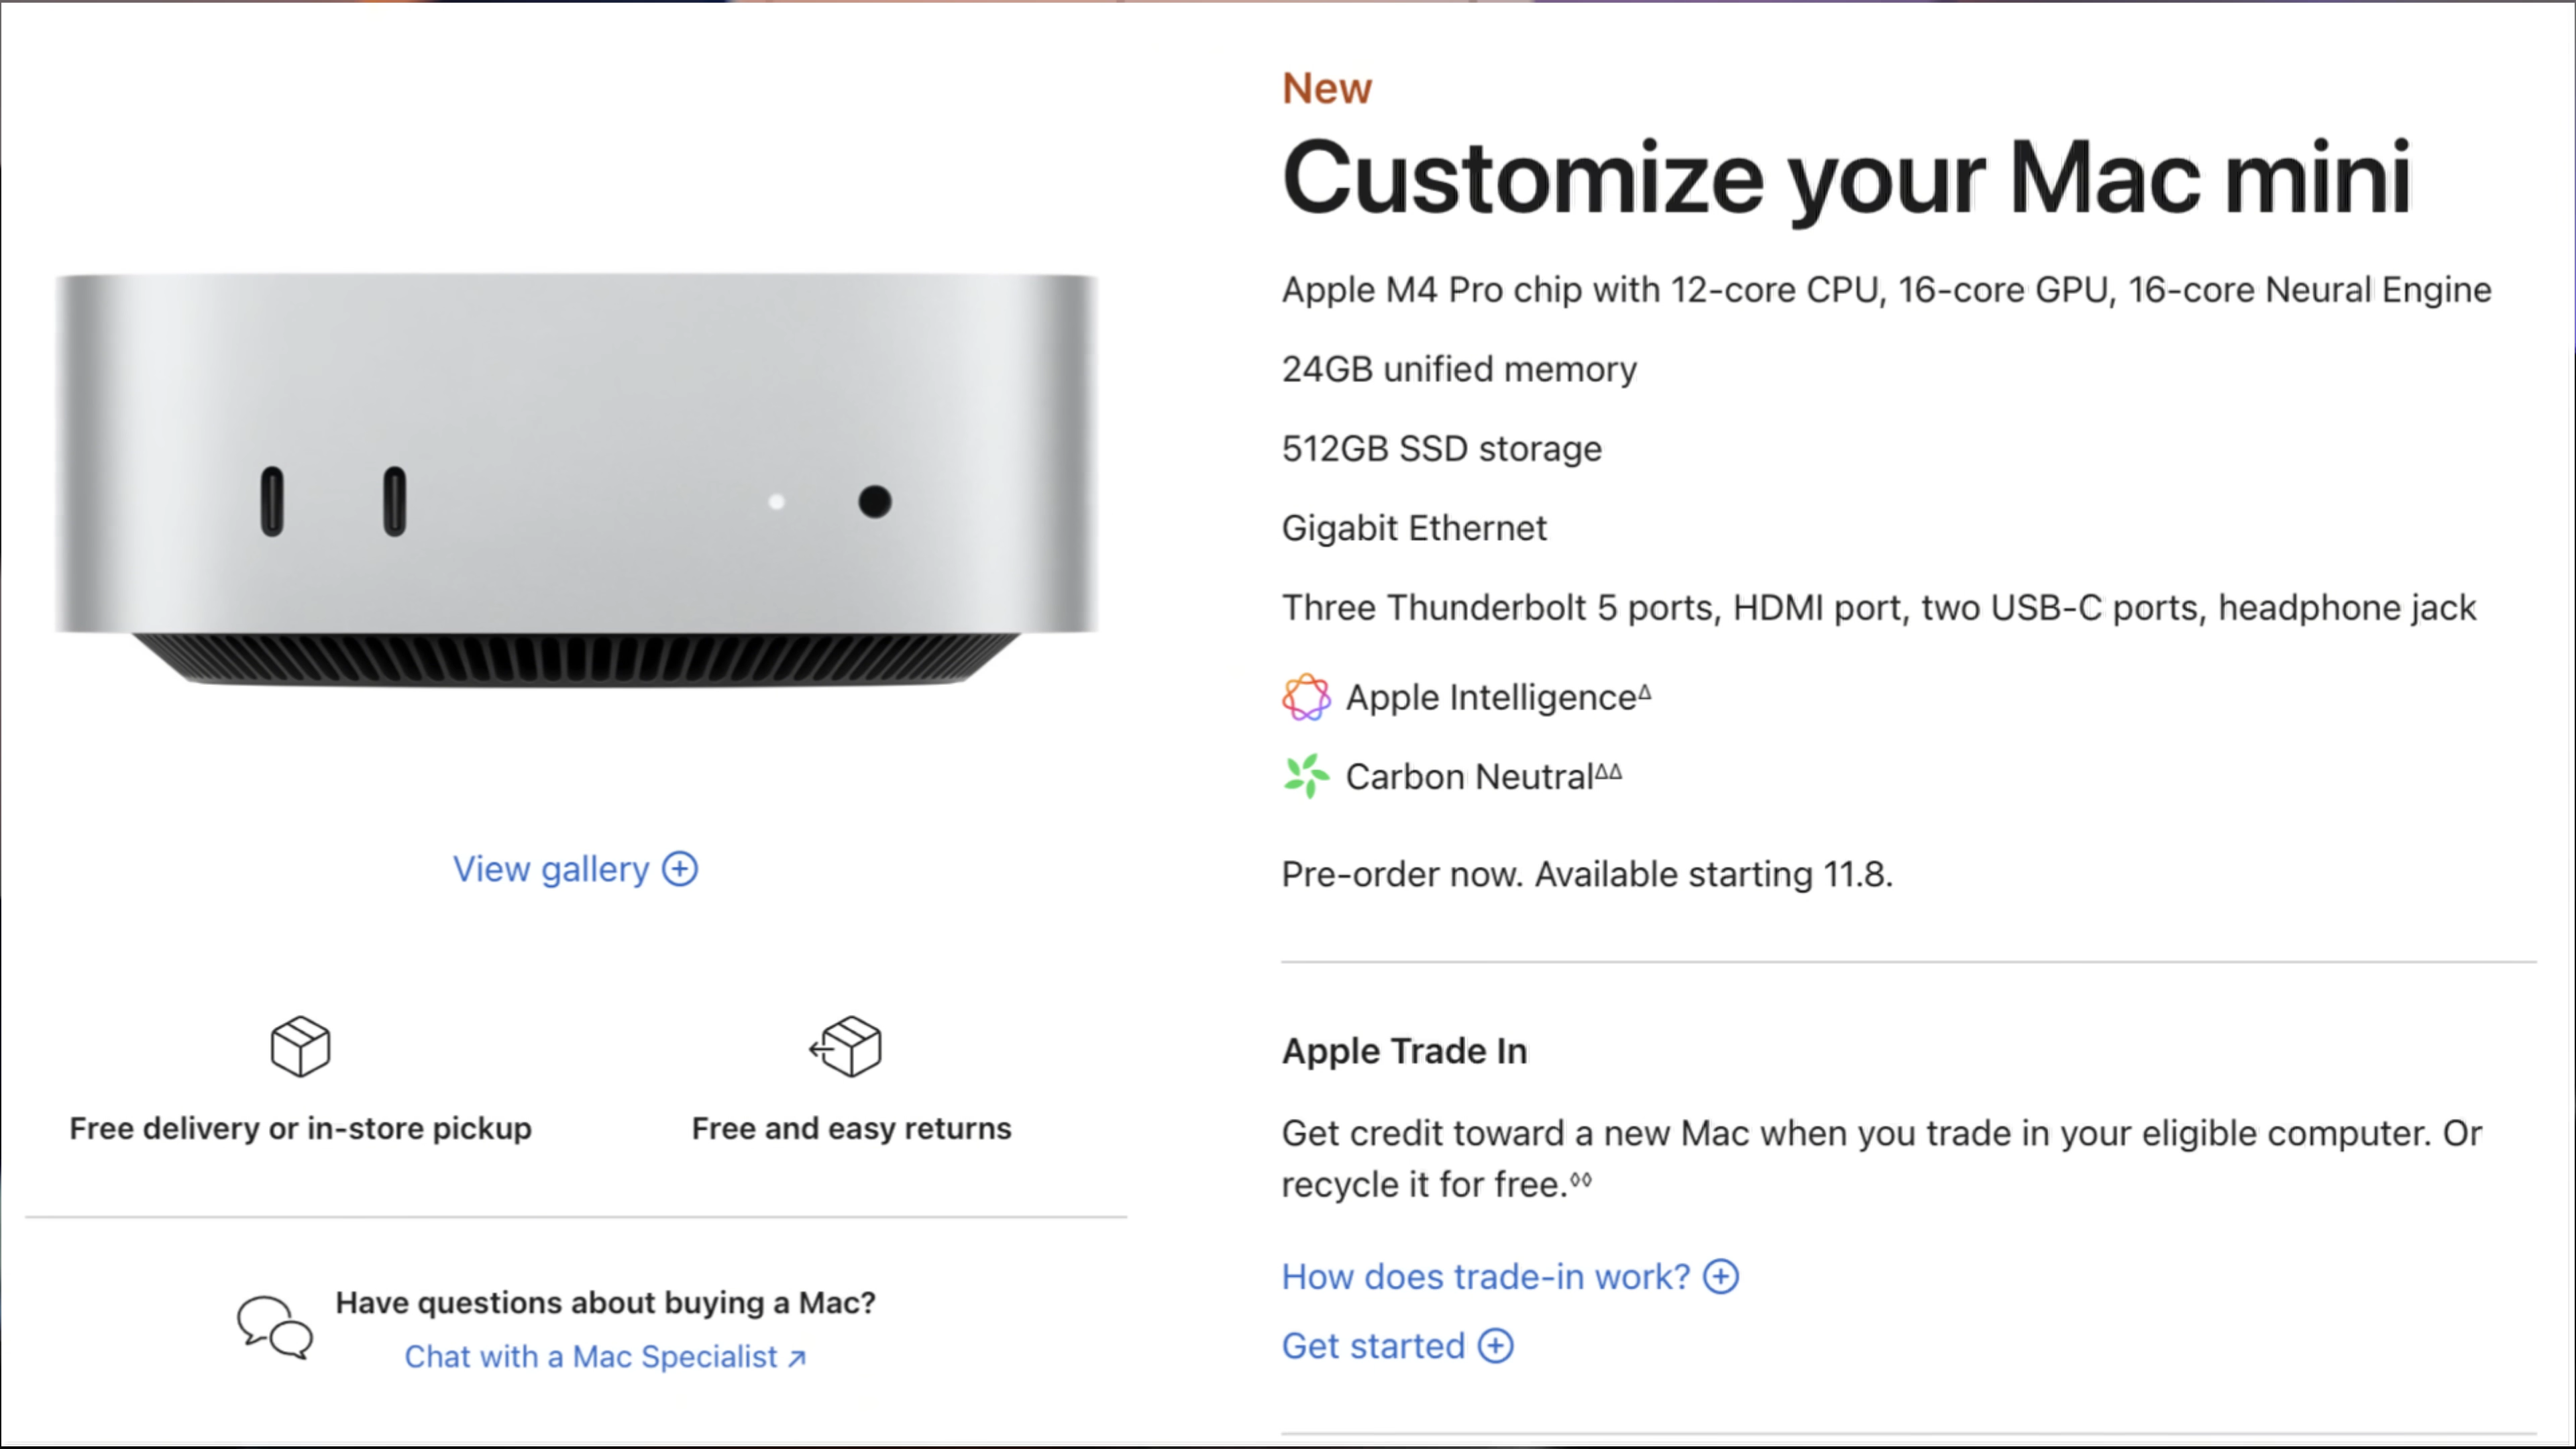 New
Customize your Mac mini
Apple M4 Pro chip with 12-core CPU, 16-core GPU, 16-core Neural Engine
24GB unified memory
512GB SSD storage
Gigabit Ethernet
Three Thunderbolt 5 ports, HDMI port, two USB-C ports, headphone jack
Apple Intelligence∆
Carbon Neutral∆∆
Pre-order now. Available starting 11.8.
View gallery
Free delivery or in-store pickup
Free and easy returns
Have questions about buying a Mac?
Chat with a Mac Specialist ↗
Apple Trade In
Get credit toward a new Mac when you trade in your eligible computer. Or
recycle it for free.◊◊
How does trade-in work?
Get started